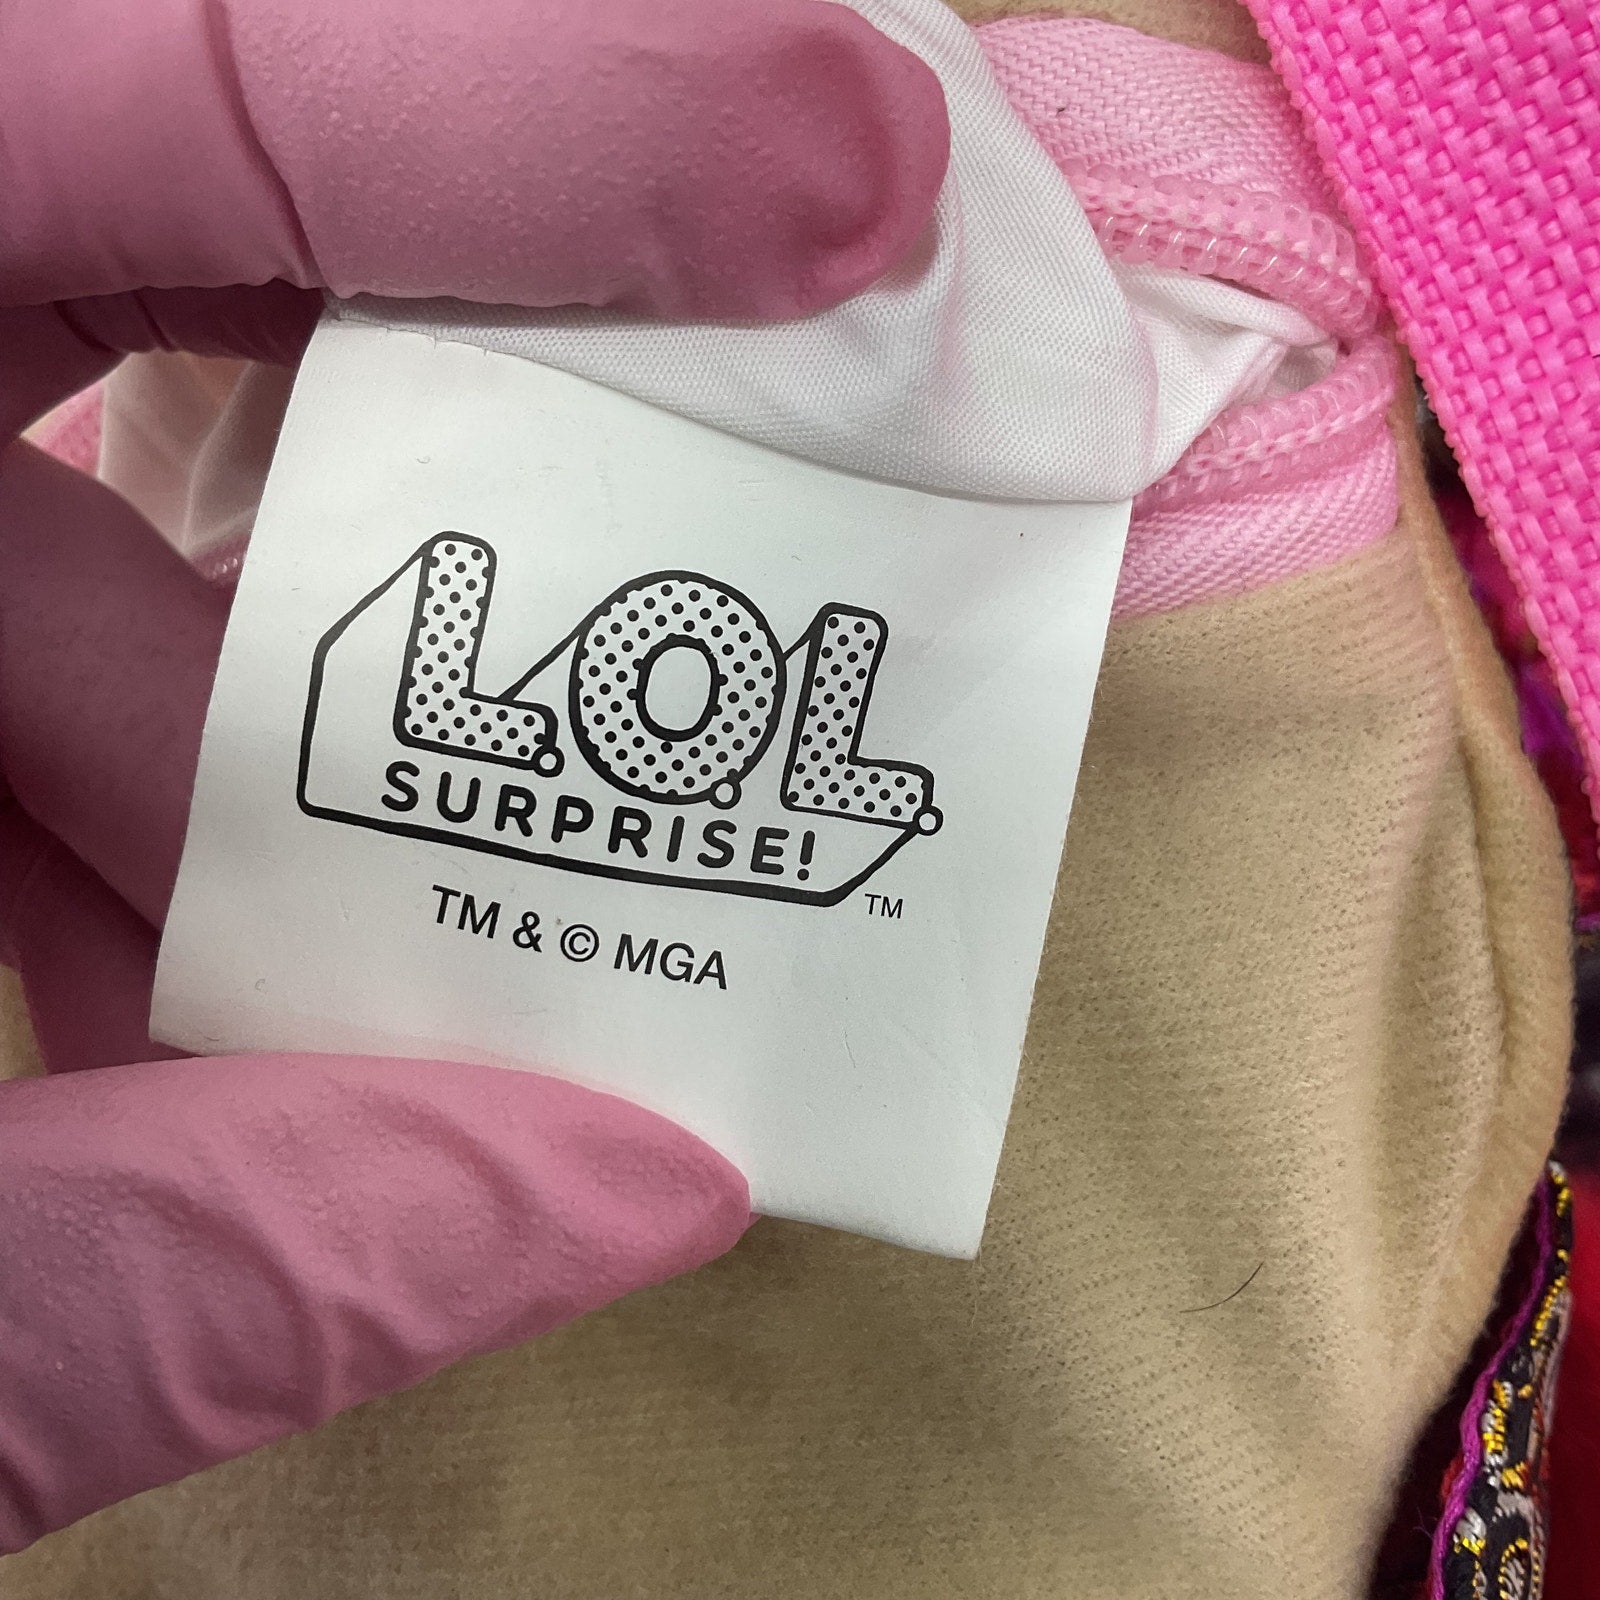 L.O.L.
SURPRISE!
TM
TM & © MGA